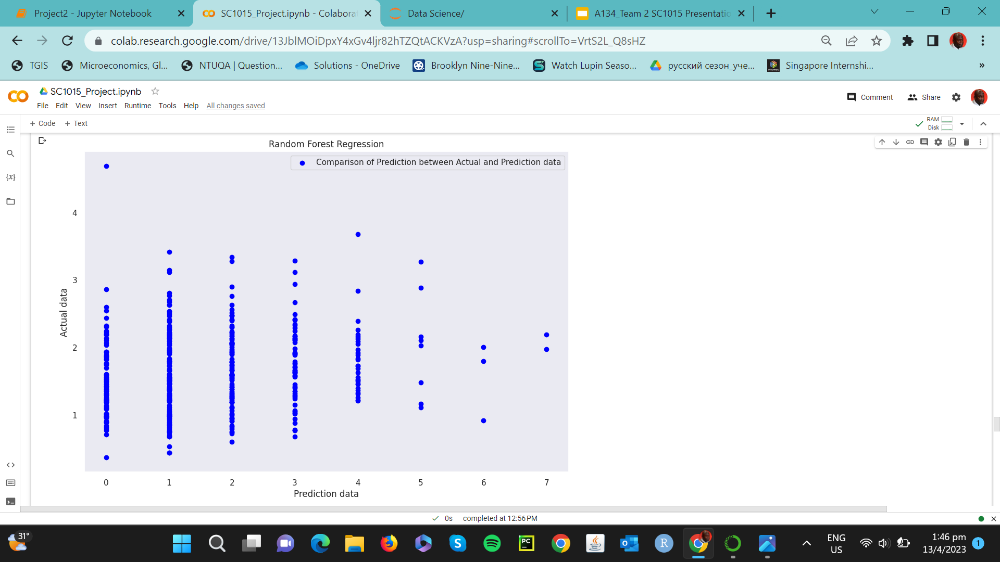 Project2 - Jupyter Notebook
SC1015_Project.ipynb - Colaborat
Data Science/
A134_Team 2 SC1015 Presentatio
colab.research.google.com/drive/13JblMOiDpxY4xGv4ljr82hTZQtACKVzA?usp=sharing#scrollTo=VrtS2L_Q8sHZ
TGIS
Microeconomics, Gl...
NTUQA | Question...
Solutions - OneDrive
Brooklyn Nine-Nine...
Watch Lupin Seaso...
русский сезон_уче...
Singapore Internshi...
»
SC1015_Project.ipynb
Comment
Share
File Edit View Insert Runtime Tools Help All changes saved
+ Code + Text
RAM
Disk
{x}
Random Forest Regression
Comparison of Prediction between Actual and Prediction data
4
3
2
1
Actual data
0 1 2 3 4 5 6 7
Prediction data
0s completed at 12:56 PM
31°
PC
R
ENG
US
1:46 pm
13/4/2023
1